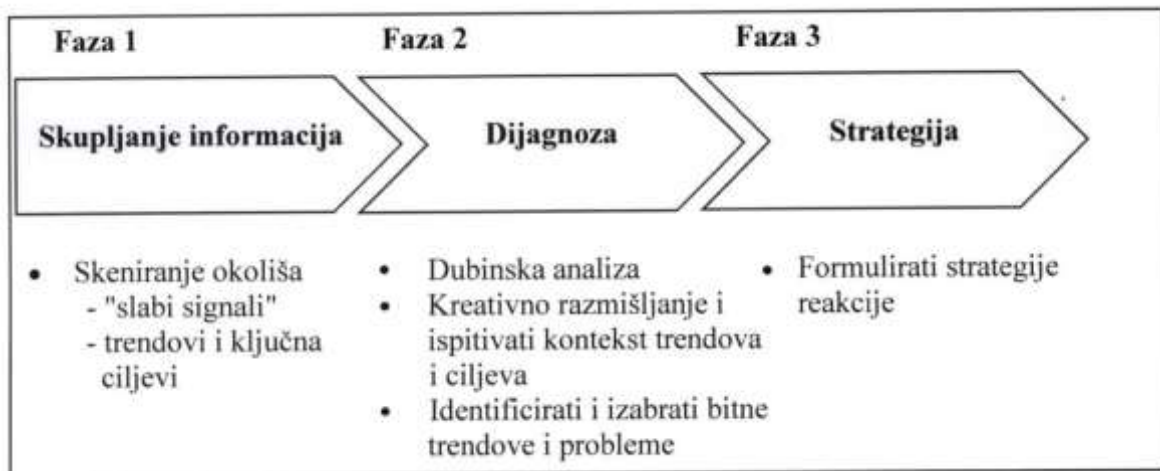 Faza 1
Skupljanje informacija
• Skeniranje okoliša
- "slabi signali"
- trendovi i ključna
ciljevi
Faza 2
Dijagnoza
• Dubinska analiza
• Kreativno razmišljanje i
ispitivati kontekst trendova
i ciljeva
• Identificirati i izabrati bitne
trendove i probleme
Faza 3
Strategija
• Formulirati strategije
reakcije